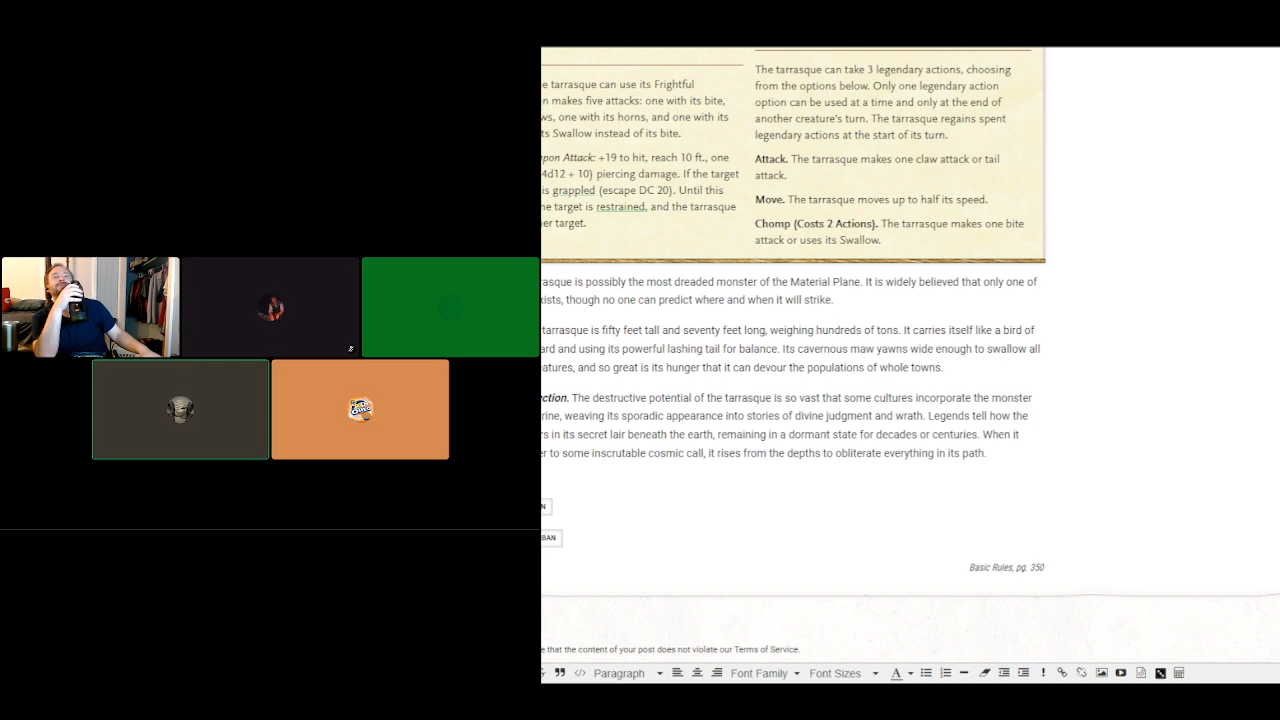 e tarrasque can use its Frightful
n makes five attacks: one with its bite,
ws, one with its horns, and one with its
ts Swallow instead of its bite.
pon Attack: +19 to hit, reach 10 ft., one
4d12 + 10) piercing damage. If the target
is grappled (escape DC 20). Until this
he target is restrained, and the tarrasque
er target.
The tarrasque can take 3 legendary actions, choosing
from the options below. Only one legendary action
option can be used at a time and only at the end of
another creature's turn. The tarrasque regains spent
legendary actions at the start of its turn.
Attack. The tarrasque makes one claw attack or tail
attack.
Move. The tarrasque moves up to half its speed.
Chomp (Costs 2 Actions). The tarrasque makes one bite
attack or uses its Swallow.
rasque is possibly the most dreaded monster of the Material Plane. It is widely believed that only one of
xists, though no one can predict where and when it will strike.
tarrasque is fifty feet tall and seventy feet long, weighing hundreds of tons. It carries itself like a bird of
ard and using its powerful lashing tail for balance. Its cavernous maw yawns wide enough to swallow all
eatures, and so great is its hunger that it can devour the populations of whole towns.
ction. The destructive potential of the tarrasque is so vast that some cultures incorporate the monster
rine, weaving its sporadic appearance into stories of divine judgment and wrath. Legends tell how the
rs in its secret lair beneath the earth, remaining in a dormant state for decades or centuries. When it
er to some inscrutable cosmic call, it rises from the depths to obliterate everything in its path.
N
BAN
Basic Rules, pg. 350
e that the content of your post does not violate our Terms of Service.
Paragraph Font Family Font Sizes A